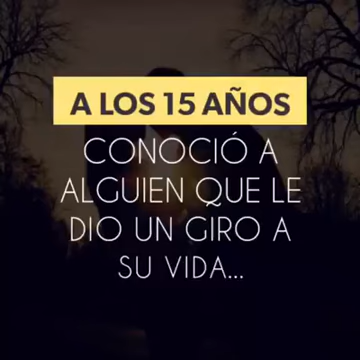 A LOS 15 AÑOS
CONOCIÓ A
ALGUIEN QUE LE
DIO UN GIRO A
SU VIDA...